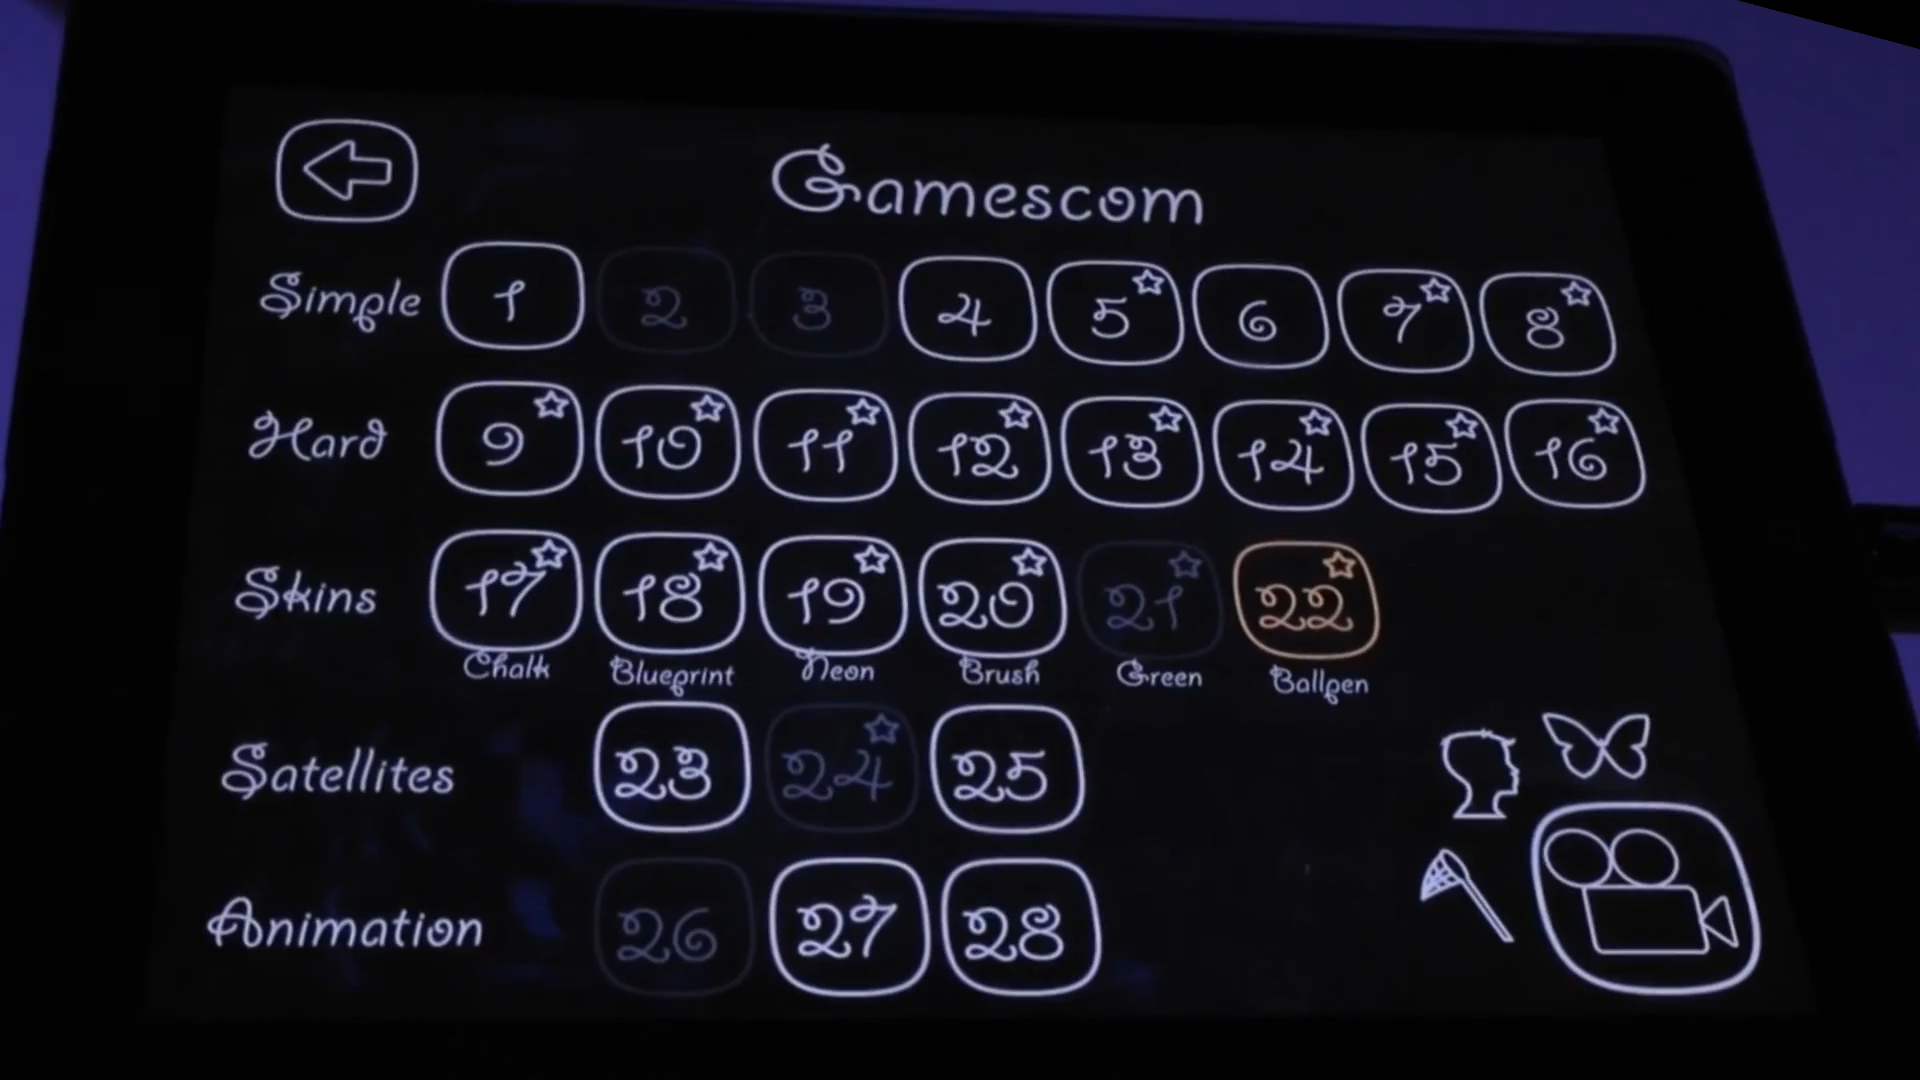 Gamescom
Simple 1 2 3 4 5 6 7 8
Hard 9 10 11 12 13 14 15 16
Skins 17 18 19 20 21 22
Chalk Blueprint Neon Brush Green Ballpen
Satellites 23 24 25
Animation 26 27 28